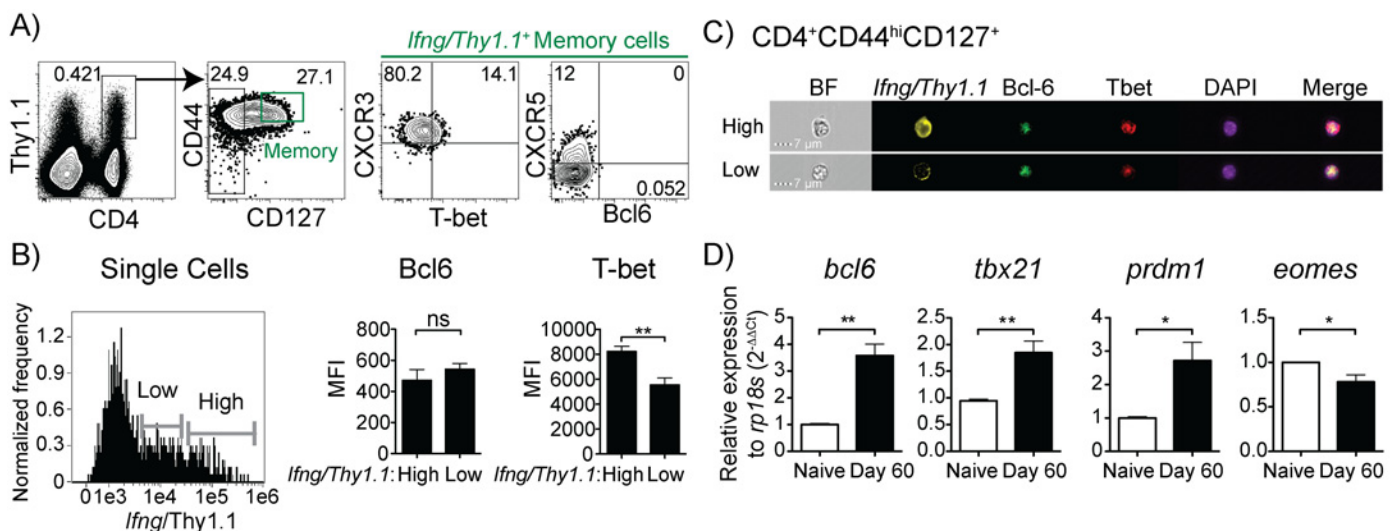 A)
Ifng/Thy1.1+ Memory cells
0.421
24.9 27.1
80.2 14.1
12 0
Thy1.1
CD44
Memory
CXCR3
CXCR5
0.052
CD4
CD127
T-bet
Bcl6
B)
Single Cells
Normalized frequency
1.5
1.2
0.9
0.6
0.3
0
Low
High
0 1e3 1e4 1e5 1e6
Ifng/Thy1.1
Bcl6
MFI
800
600
400
200
0
ns
Ifng/Thy1.1: High Low
T-bet
MFI
10000
8000
6000
4000
2000
0
**
Ifng/Thy1.1: High Low
C) CD4+CD44hiCD127+
BF Ifng/Thy1.1 Bcl-6 Tbet DAPI Merge
High
7 µm
Low
7 µm
D)
Relative expression
to rp18s (2-ΔΔCt)
bcl6
5
4
3
2
1
0
**
Naive Day 60
tbx21
2.5
2.0
1.5
1.0
0.5
0.0
**
Naive Day 60
prdm1
4
3
2
1
0
*
Naive Day 60
eomes
1.5
1.0
0.5
0.0
*
Naive Day 60